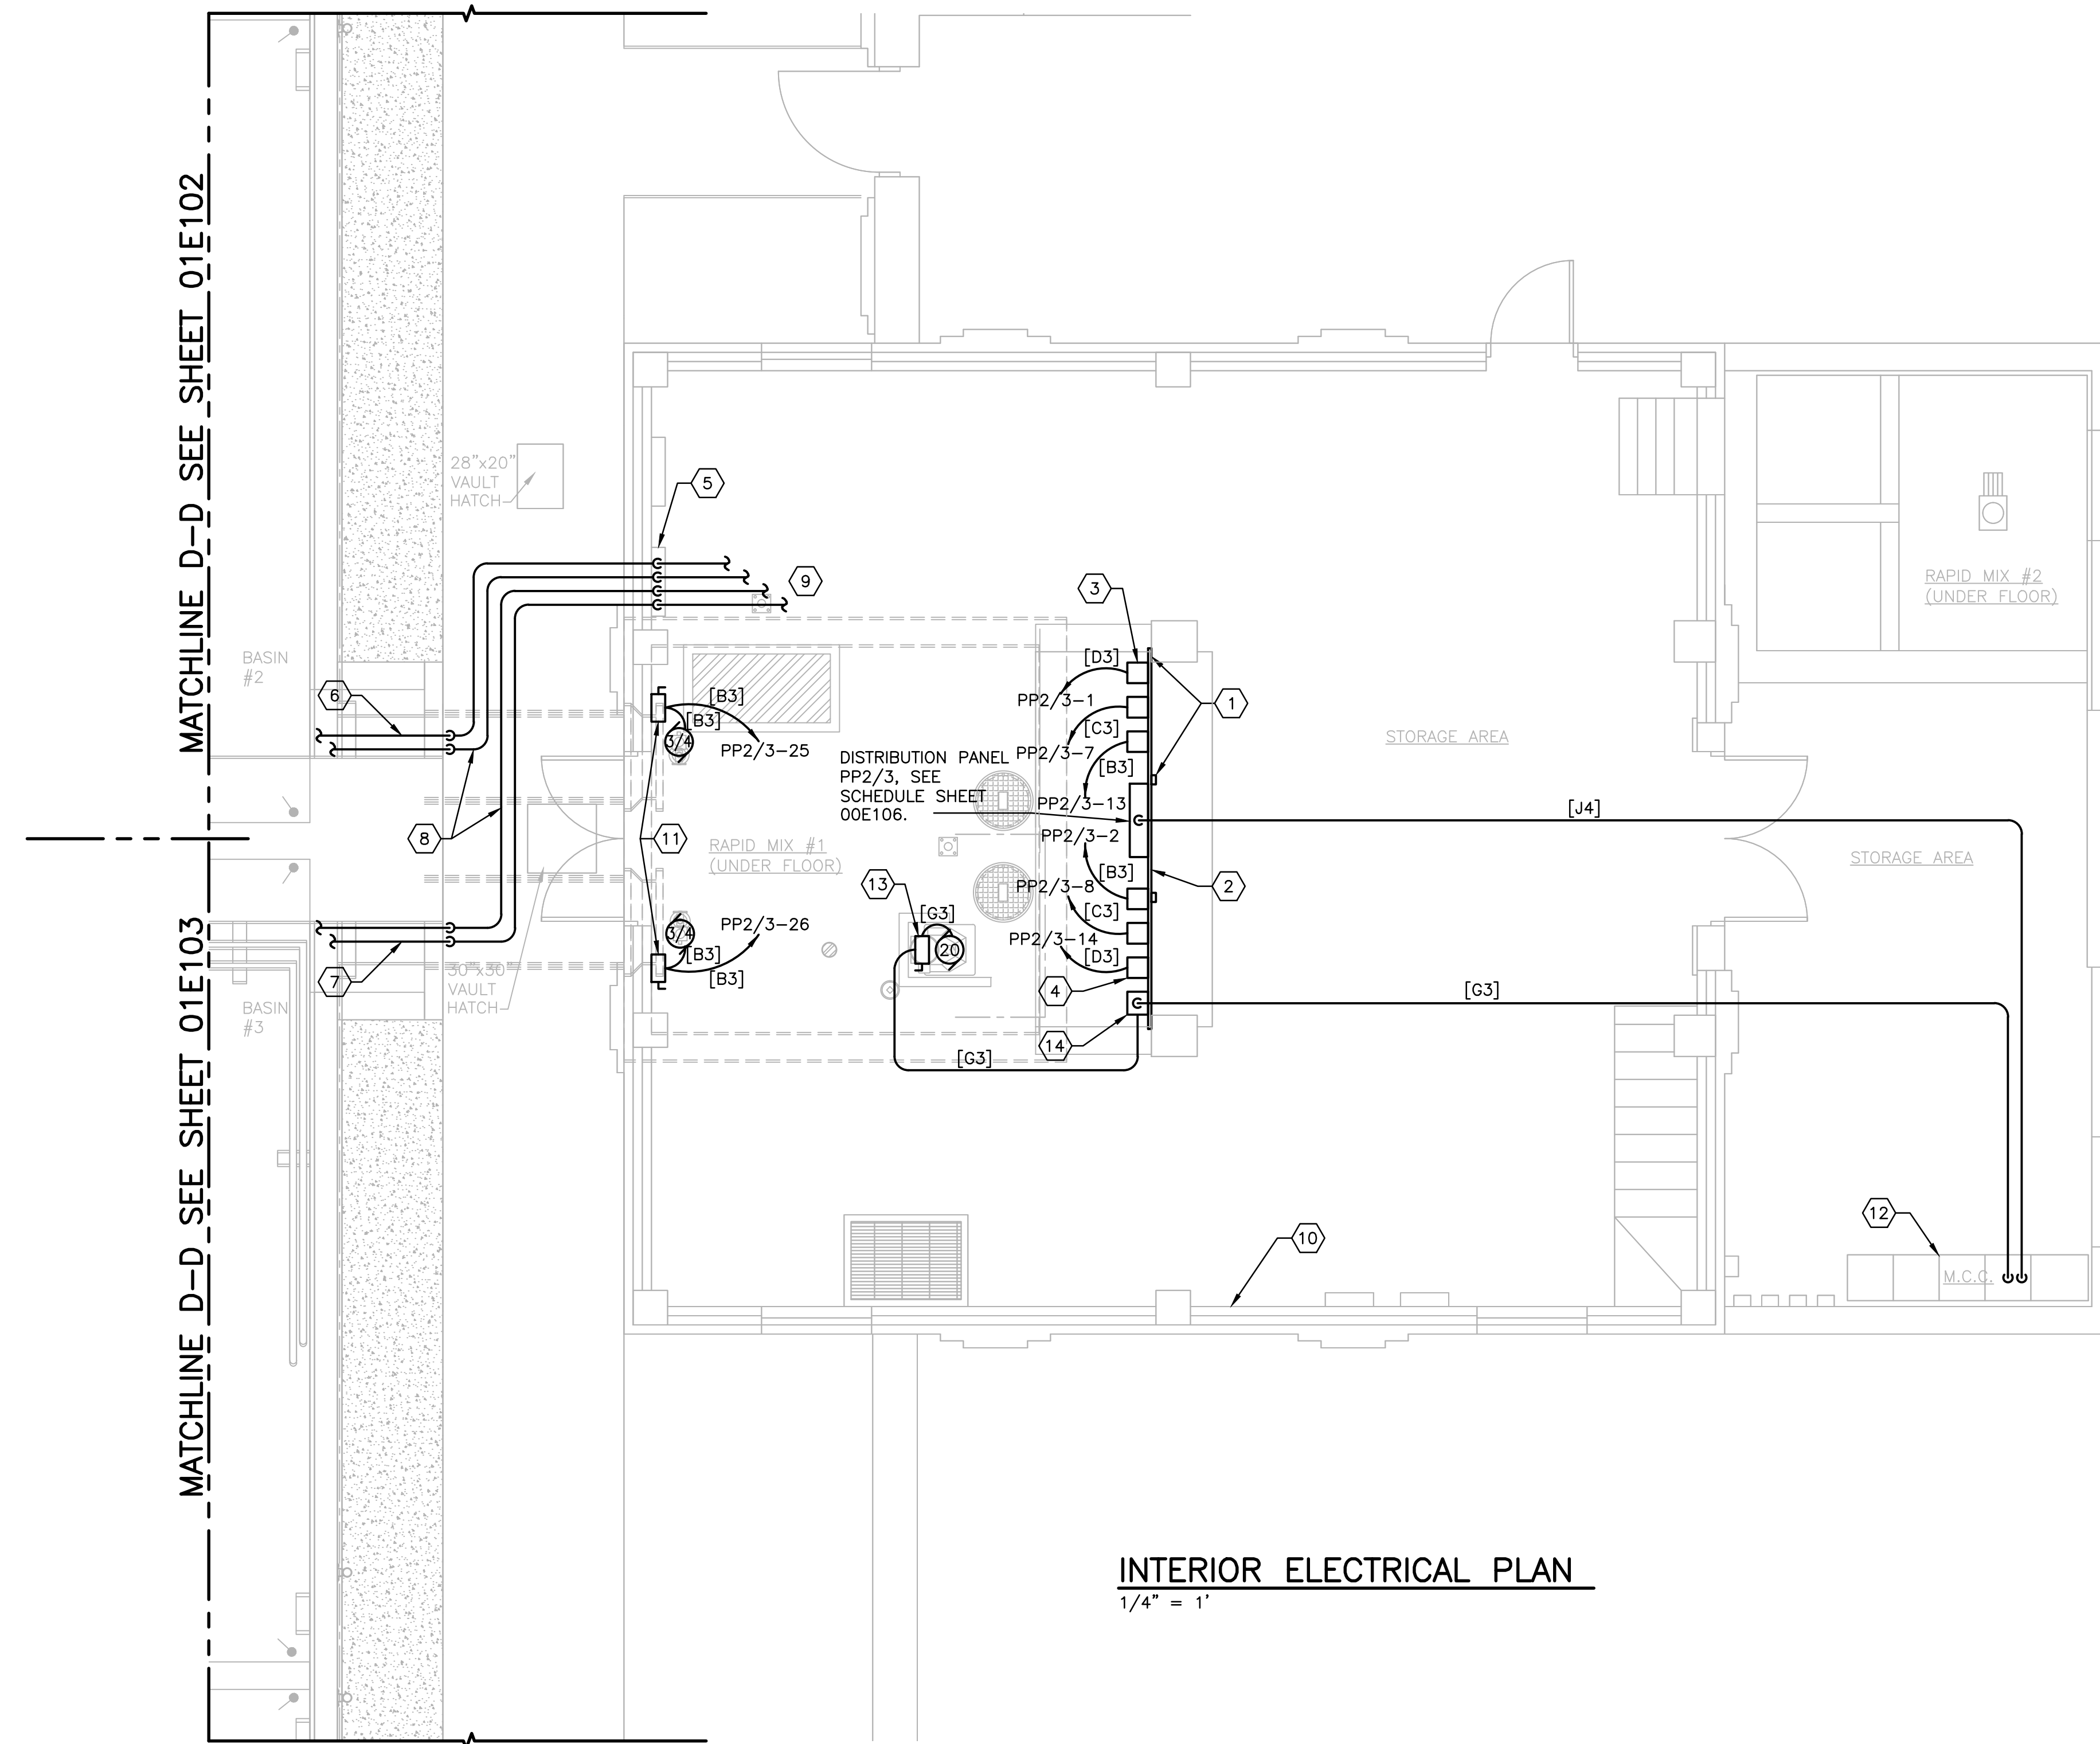 MATCHLINE D-D SEE SHEET 01E102
MATCHLINE D-D SEE SHEET 01E103
28"x20"
VAULT
HATCH
5
9
BASIN
#2
6
8
7
BASIN
#3
30"x30"
VAULT
HATCH
[B3]
[B3]
3/4
PP2/3-25
11
RAPID MIX #1
(UNDER FLOOR)
3/4
PP2/3-26
[B3]
[B3]
DISTRIBUTION PANEL
PP2/3, SEE
SCHEDULE SHEET
00E106.
3
[D3]
PP2/3-1
[C3]
PP2/3-7
[B3]
PP2/3-13
PP2/3-2
[B3]
PP2/3-8
[C3]
PP2/3-14
[D3]
1
2
4
14
13
[G3]
20
[G3]
[J4]
[G3]
STORAGE AREA
STORAGE AREA
RAPID MIX #2
(UNDER FLOOR)
10
12
M.C.C.
INTERIOR ELECTRICAL PLAN
1/4" = 1'